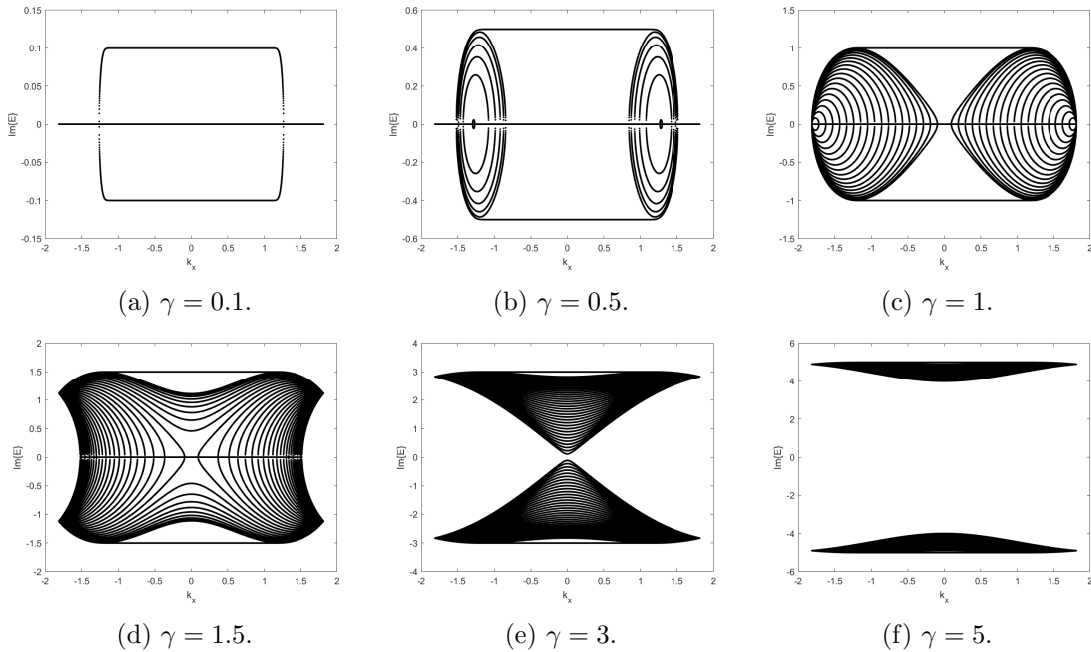 0.15
0.1
0.05
0
-0.05
-0.1
-0.15
Im{E}
-2 -1.5 -1 -0.5 0 0.5 1 1.5 2
k_x
(a) γ = 0.1.
0.6
0.4
0.2
0
-0.2
-0.4
-0.6
Im{E}
-2 -1.5 -1 -0.5 0 0.5 1 1.5 2
k_x
(b) γ = 0.5.
1.5
1
0.5
0
-0.5
-1
-1.5
Im{E}
-2 -1.5 -1 -0.5 0 0.5 1 1.5 2
k_x
(c) γ = 1.
2
1.5
1
0.5
0
-0.5
-1
-1.5
-2
Im{E}
-2 -1.5 -1 -0.5 0 0.5 1 1.5 2
k_x
(d) γ = 1.5.
4
3
2
1
0
-1
-2
-3
-4
Im{E}
-2 -1.5 -1 -0.5 0 0.5 1 1.5 2
k_x
(e) γ = 3.
6
4
2
0
-2
-4
-6
Im{E}
-2 -1.5 -1 -0.5 0 0.5 1 1.5 2
k_x
(f) γ = 5.